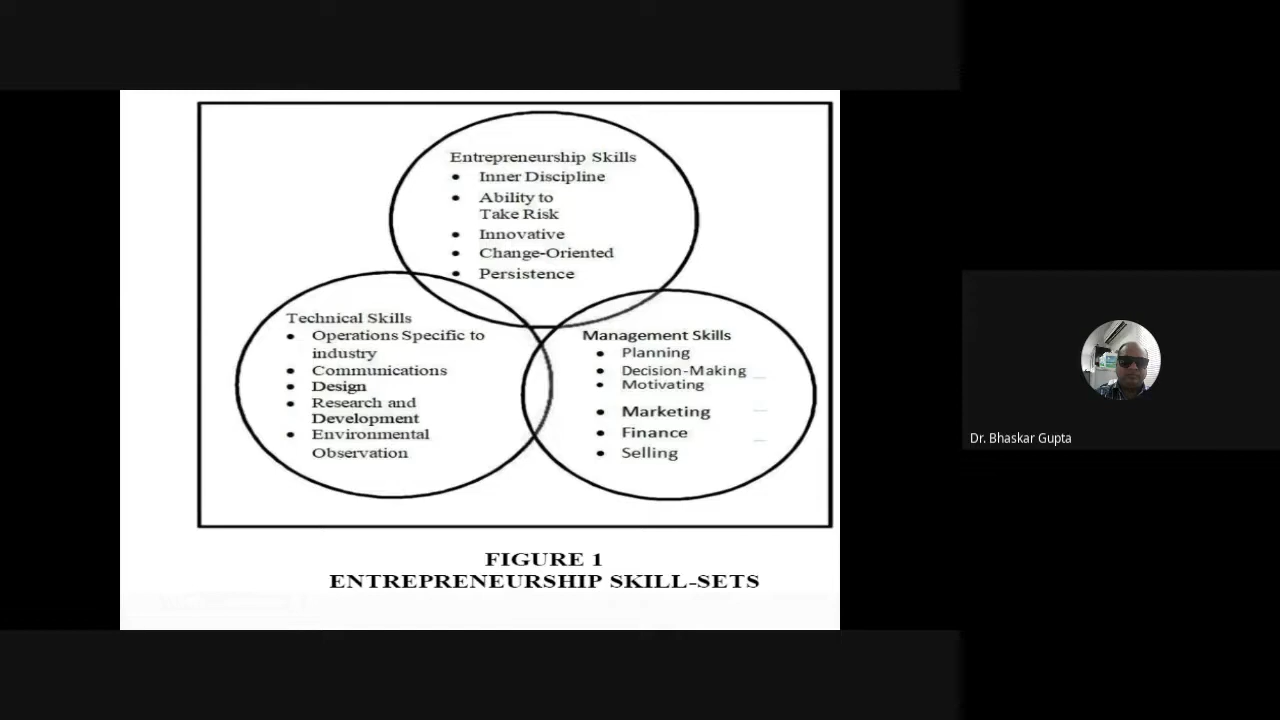 Entrepreneurship Skills
• Inner Discipline
• Ability to
Take Risk
• Innovative
• Change-Oriented
• Persistence
Technical Skills
• Operations Specific to
industry
• Communications
• Design
• Research and
Development
• Environmental
Observation
Management Skills
• Planning
• Decision-Making
• Motivating
• Marketing
• Finance
• Selling
FIGURE 1
ENTREPRENEURSHIP SKILL-SETS
Dr. Bhaskar Gupta